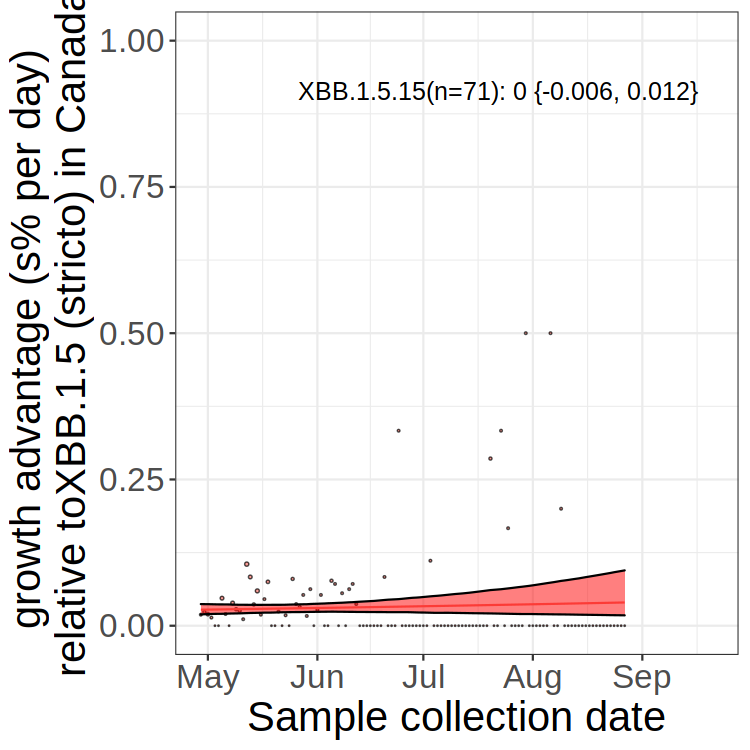 growth advantage (s% per day)
relative toXBB.1.5 (stricto) in Canada
1.00
0.75
0.50
0.25
0.00
XBB.1.5.15(n=71): 0 {-0.006, 0.012}
May Jun Jul Aug Sep
Sample collection date